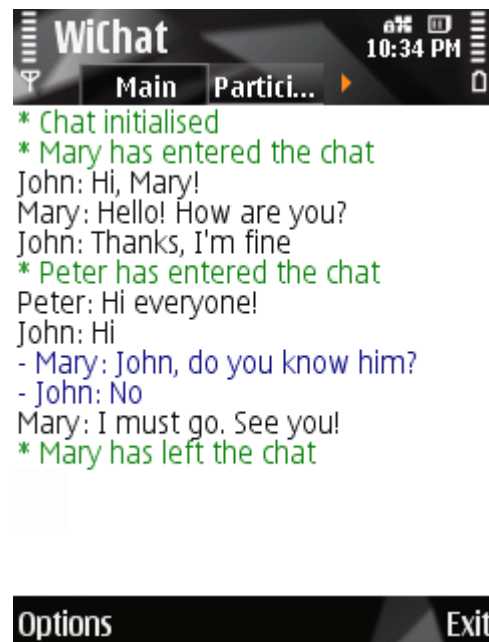 WiChat
10:34 PM
Main Partici...
* Chat initialised
* Mary has entered the chat
John: Hi, Mary!
Mary: Hello! How are you?
John: Thanks, I'm fine
* Peter has entered the chat
Peter: Hi everyone!
John: Hi
- Mary: John, do you know him?
- John: No
Mary: I must go. See you!
* Mary has left the chat
Options Exit